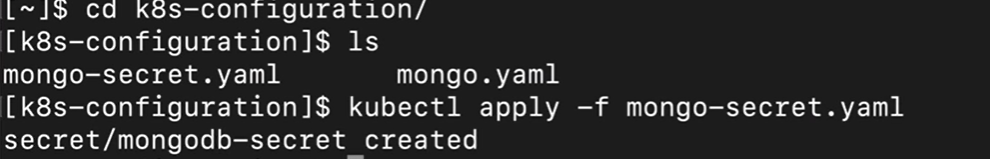 [~]$ cd k8s-configuration/
[k8s-configuration]$ ls
mongo-secret.yaml       mongo.yaml
[k8s-configuration]$ kubectl apply -f mongo-secret.yaml
secret/mongodb-secret created